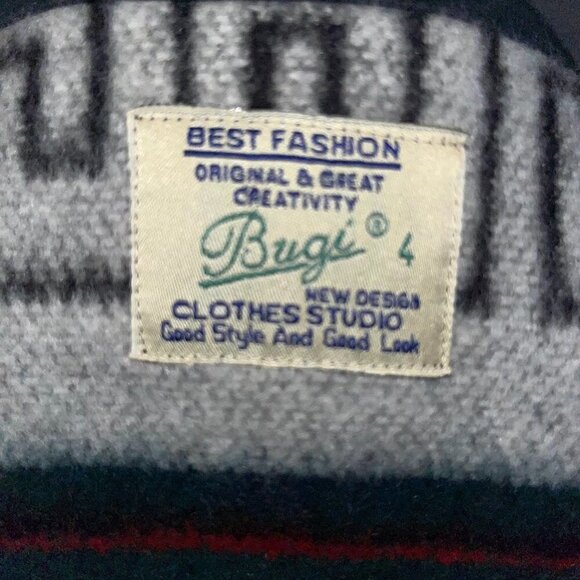 BEST FASHION
ORIGINAL & GREAT
CREATIVITY
Bugi ® 4
NEW DESIGN
CLOTHES STUDIO
Good Style And Good Look